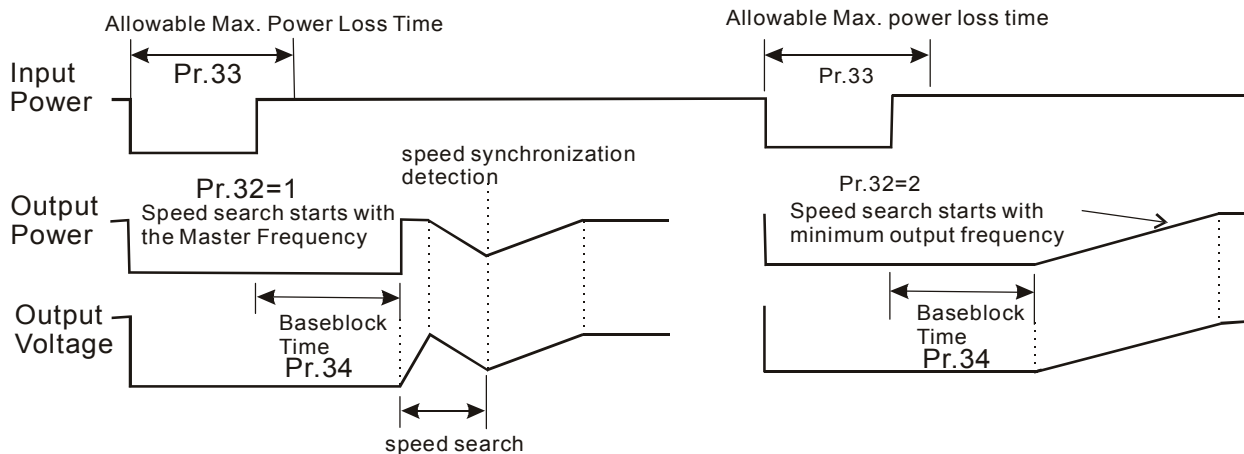 Allowable Max. Power Loss Time
Pr.33
Input
Power
Pr.32=1
Speed search starts with
the Master Frequency
speed synchronization
detection
Output
Power
Baseblock
Time
Pr.34
Output
Voltage
speed search
Allowable Max. power loss time
Pr.33
Pr.32=2
Speed search starts with
minimum output frequency
Baseblock
Time
Pr.34